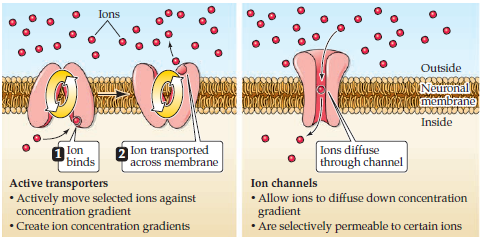 Ions
1 Ion
binds
2 Ion transported
across membrane
Active transporters
• Actively move selected ions against
concentration gradient
• Create ion concentration gradients
Outside
Neuronal
membrane
Inside
Ions diffuse
through channel
Ion channels
• Allow ions to diffuse down concentration
gradient
• Are selectively permeable to certain ions